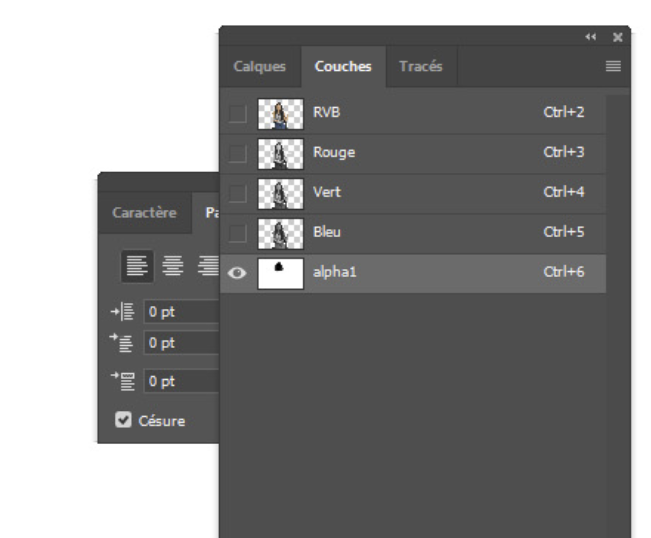 Calques Couches Tracés
RVB Ctrl+2
Rouge Ctrl+3
Vert Ctrl+4
Bleu Ctrl+5
alpha1 Ctrl+6
Caractère
0 pt
0 pt
0 pt
Césure